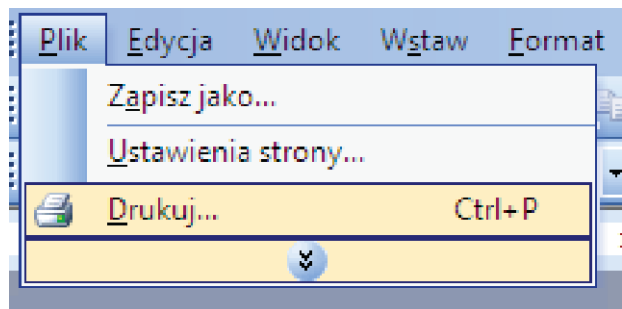 Plik Edycja Widok Wstaw Format
Zapisz jako...
Ustawienia strony...
Drukuj... Ctrl+P